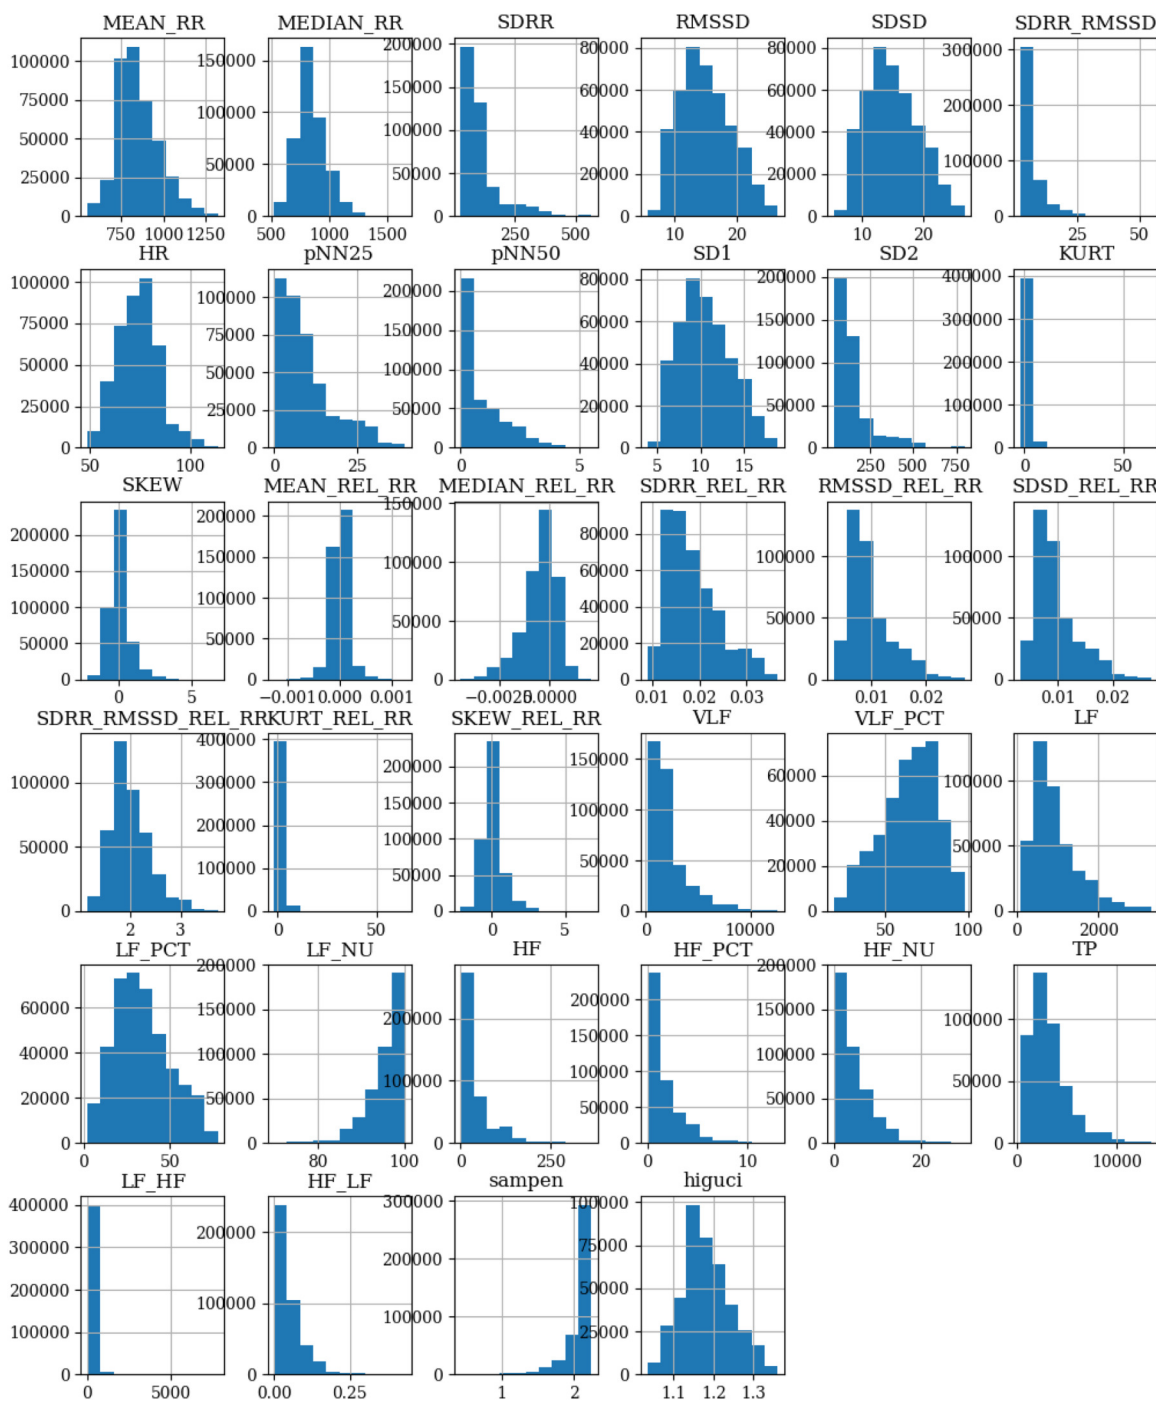 MEAN_RR MEDIAN_RR SDRR RMSSD SDSD SDRR_RMSSD
100000 75000 50000 25000 0 750 1000 1250
150000 100000 50000 0 500 1000 1500
200000 150000 100000 50000 0 0 250 500
80000 60000 40000 20000 0 10 20
80000 60000 40000 20000 0 10 20
300000 200000 100000 0 25 50
HR pNN25 pNN50 SD1 SD2 KURT
100000 75000 50000 25000 0 50 100
100000 75000 50000 25000 0 0 25
200000 150000 100000 50000 0 0 5
80000 60000 40000 20000 0 5 10 15
200000 150000 100000 50000 0 250 500 750
400000 300000 200000 100000 0 0 50
SKEW MEAN_REL_RR MEDIAN_REL_RR SDRR_REL_RR RMSSD_REL_RR SDSD_REL_RR
200000 150000 100000 50000 0 0 5
200000 150000 100000 50000 0 −0.001 0.000 0.001
150000 100000 50000 0 −0.0025 0.0000
80000 60000 40000 20000 0 0.01 0.02 0.03
100000 50000 0 0.01 0.02
100000 50000 0 0.01 0.02
SDRR_RMSSD_REL_RR KURT_REL_RR SKEW_REL_RR VLF VLF_PCT LF
125000 100000 75000 50000 25000 0 2 3
400000 300000 200000 100000 0 0 50
200000 150000 100000 50000 0 0 5
150000 100000 50000 0 0 10000
60000 40000 20000 0 50 100
100000 50000 0 2000
LF_PCT LF_NU HF HF_PCT HF_NU TP
60000 40000 20000 0 0 50
200000 150000 100000 50000 0 80 100
200000 100000 0 0 250
200000 150000 100000 50000 0 0 10
200000 150000 100000 50000 0 0 20
100000 50000 0 0 10000
LF_HF HF_LF sampen higuci
400000 300000 200000 100000 0 0 5000
200000 100000 0 0.00 0.25
300000 200000 100000 0 1 2
100000 75000 50000 25000 0 1.1 1.2 1.3